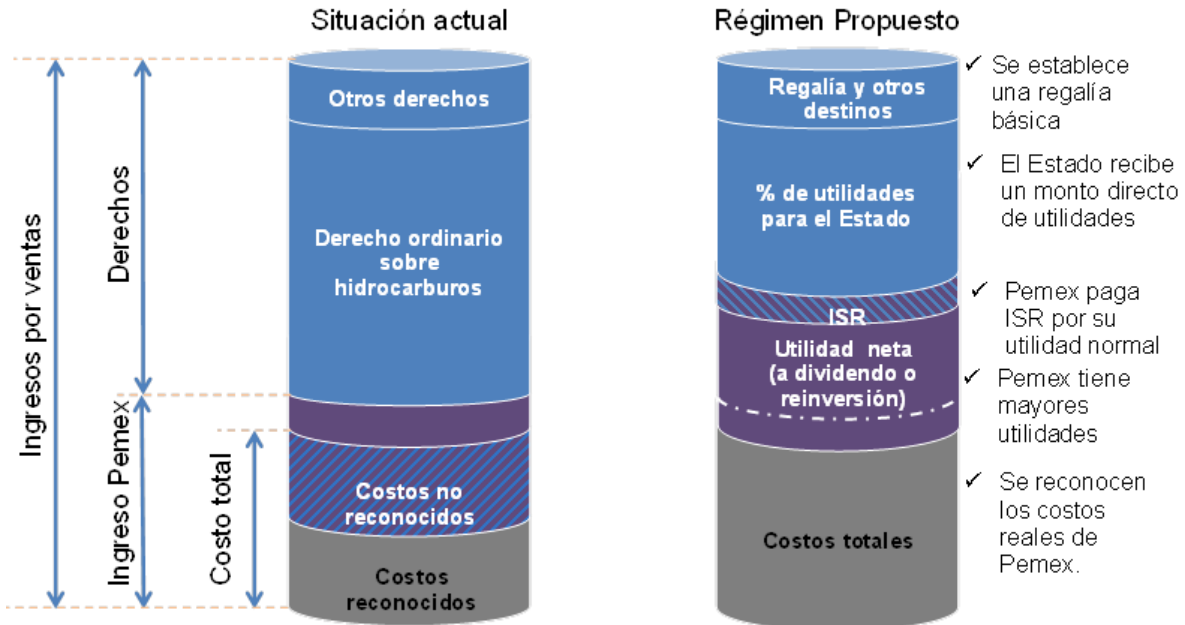 Situación actual
Ingresos por ventas
Derechos
Ingreso Pemex
Costo total
Otros derechos
Derecho ordinario
sobre
hidrocarburos
Costos no
reconocidos
Costos
reconocidos
Régimen Propuesto
Regalía y otros
destinos
% de utilidades
para el Estado
ISR
Utilidad neta
(a dividendo o
reinversión)
Costos totales
✓ Se establece
una regalía
básica
✓ El Estado recibe
un monto directo
de utilidades
✓ Pemex paga
ISR por su
utilidad normal
✓ Pemex tiene
mayores
utilidades
✓ Se reconocen
los costos
reales de
Pemex.